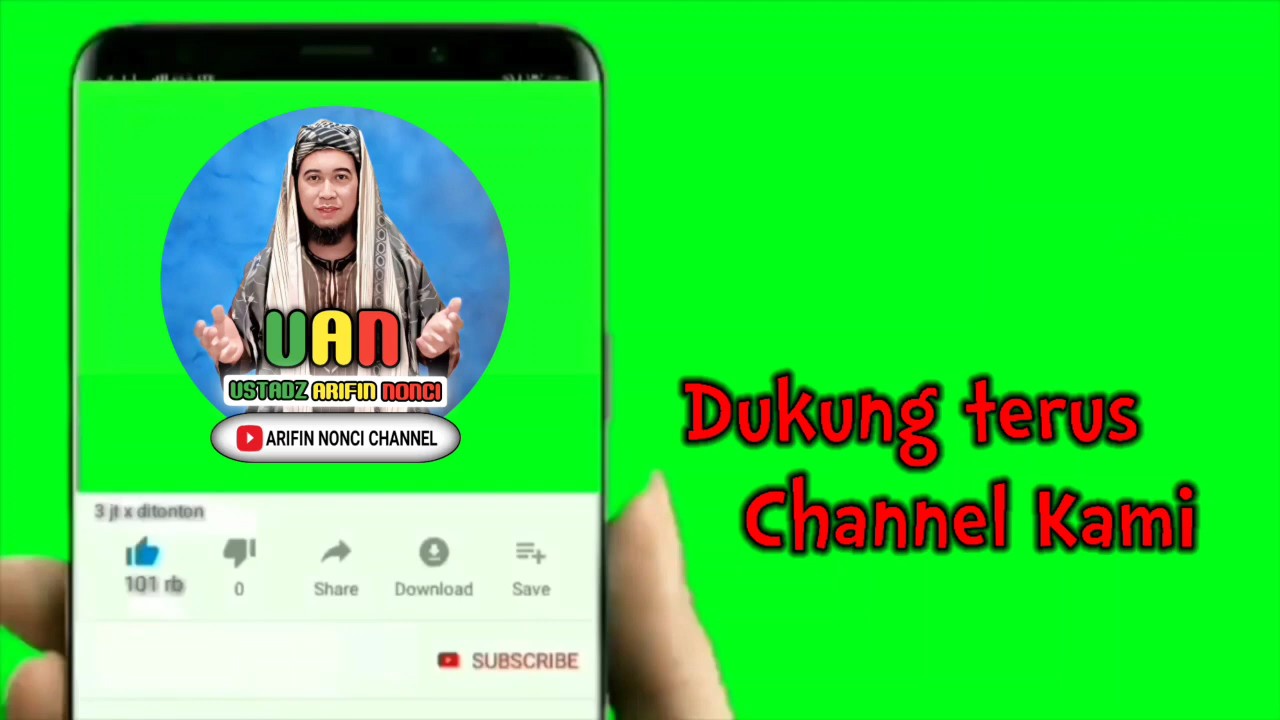 UAN
USTADZ ARIFIN NONCI
ARIFIN NONCI CHANNEL
3 jt x ditonton
101 rb
0
Share
Download
Save
SUBSCRIBE
Dukung terus
Channel Kami